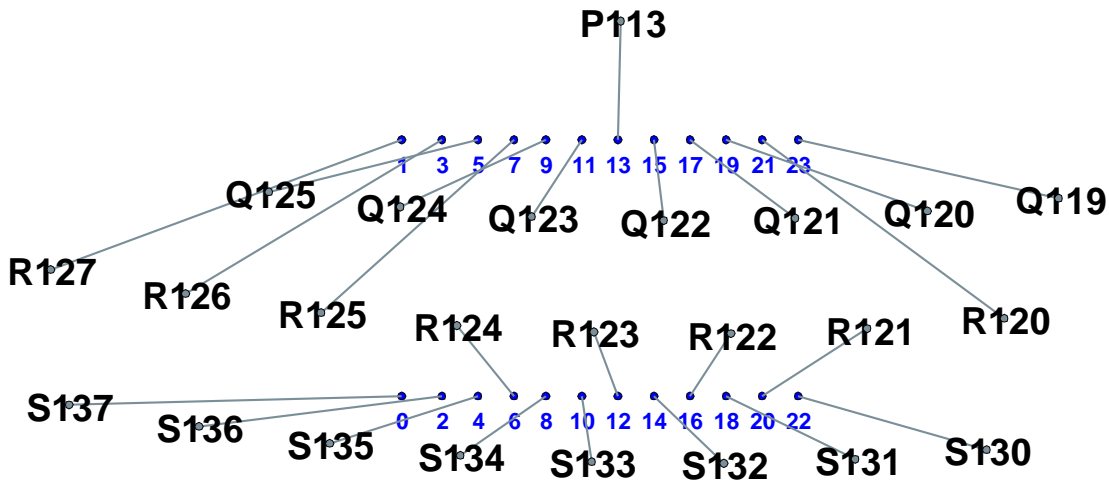 P113
1 3 5 7 9 11 13 15 17 19 21 23
Q125 Q124 Q123 Q122 Q121 Q120 Q119
R127 R126 R125 R124 R123 R122 R121 R120
S137 S136 S135 S134 S133 S132 S131 S130
0 2 4 6 8 10 12 14 16 18 20 22